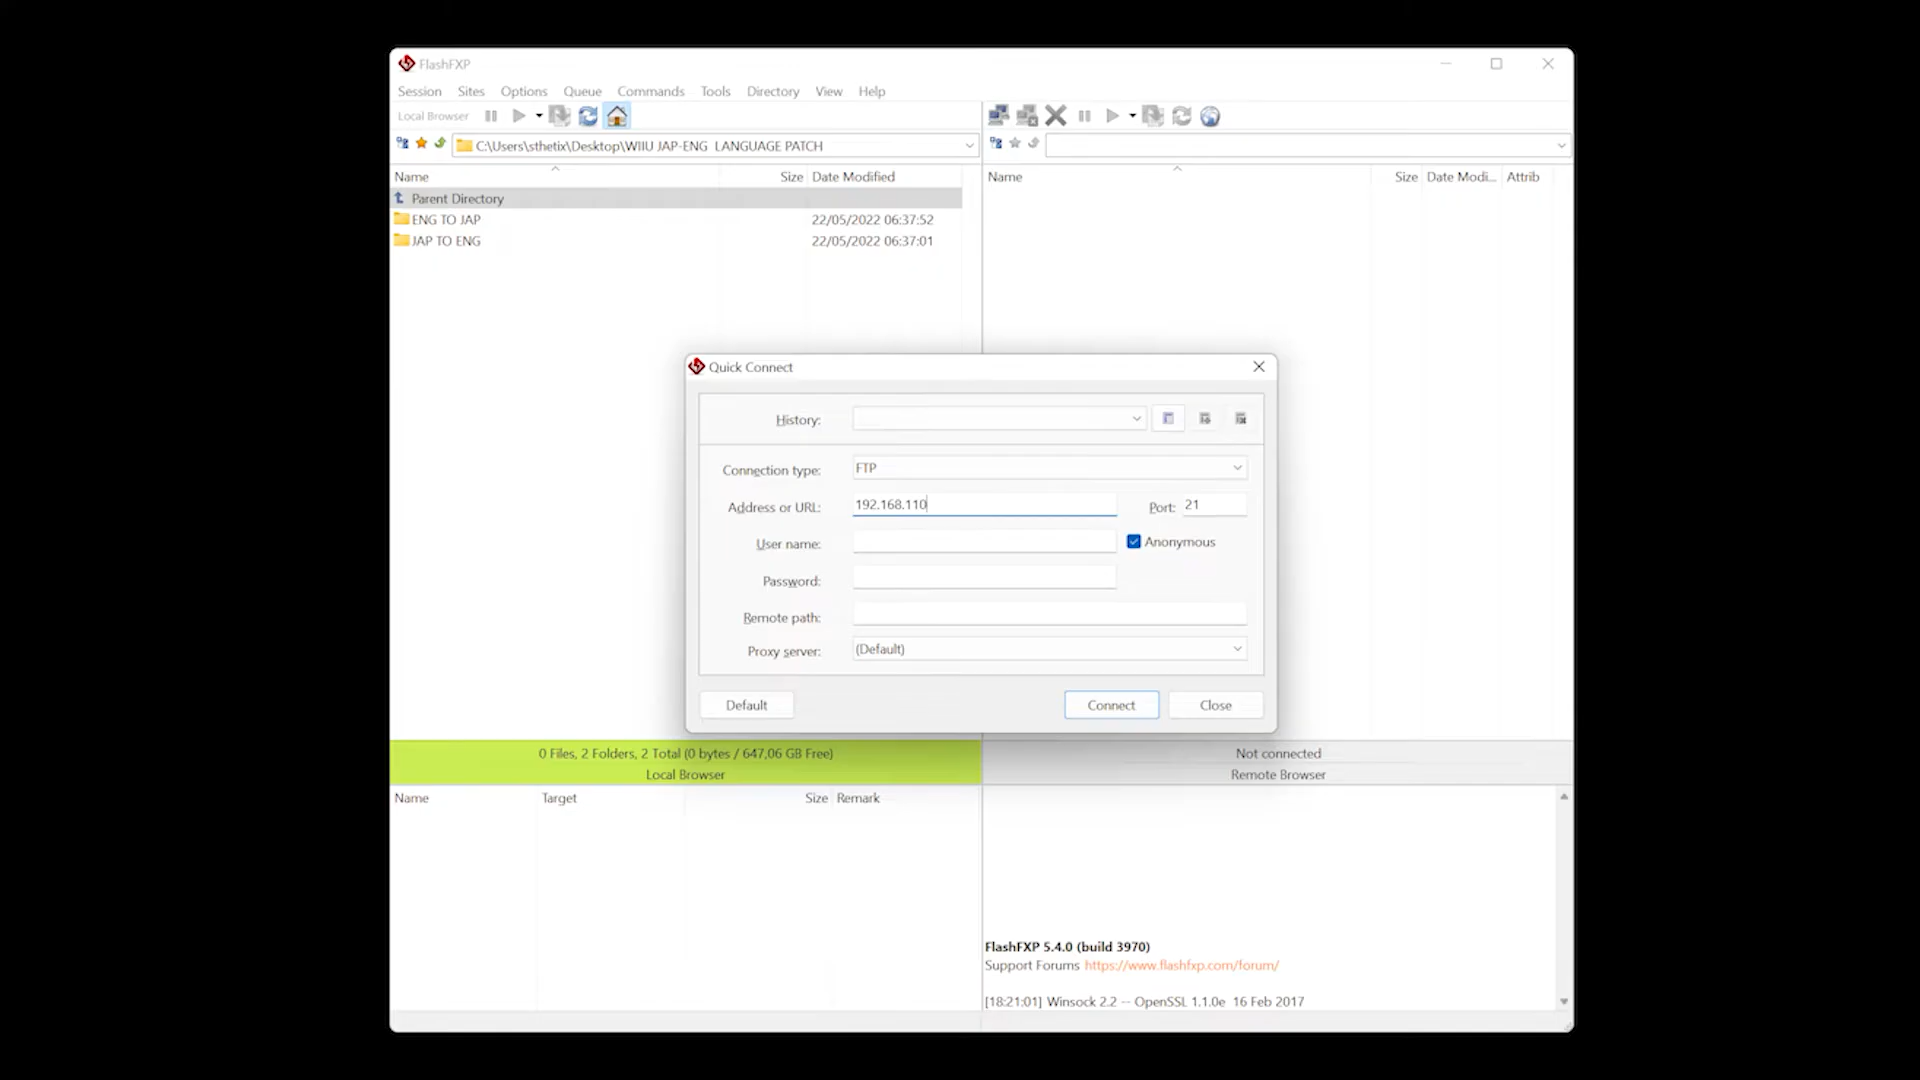 FlashFXP
Session Sites Options Queue Commands Tools Directory View Help
Local Browser
C:\Users\sthetix\Desktop\WIIU JAP-ENG  LANGUAGE PATCH
Name Size Date Modified
Parent Directory
ENG TO JAP 22/05/2022 06:37:52
JAP TO ENG 22/05/2022 06:37:01
Name Size Date Modi... Attrib
Quick Connect
History:
Connection type: FTP
Address or URL: 192.168.110 Port: 21
User name: Anonymous
Password:
Remote path:
Proxy server: (Default)
Default Connect Close
0 Files, 2 Folders, 2 Total (0 bytes / 647,06 GB Free)
Local Browser
Not connected
Remote Browser
Name Target Size Remark
FlashFXP 5.4.0 (build 3970)
Support Forums https://www.flashfxp.com/forum/
[18:21:01] Winsock 2.2 -- OpenSSL 1.1.0e  16 Feb 2017